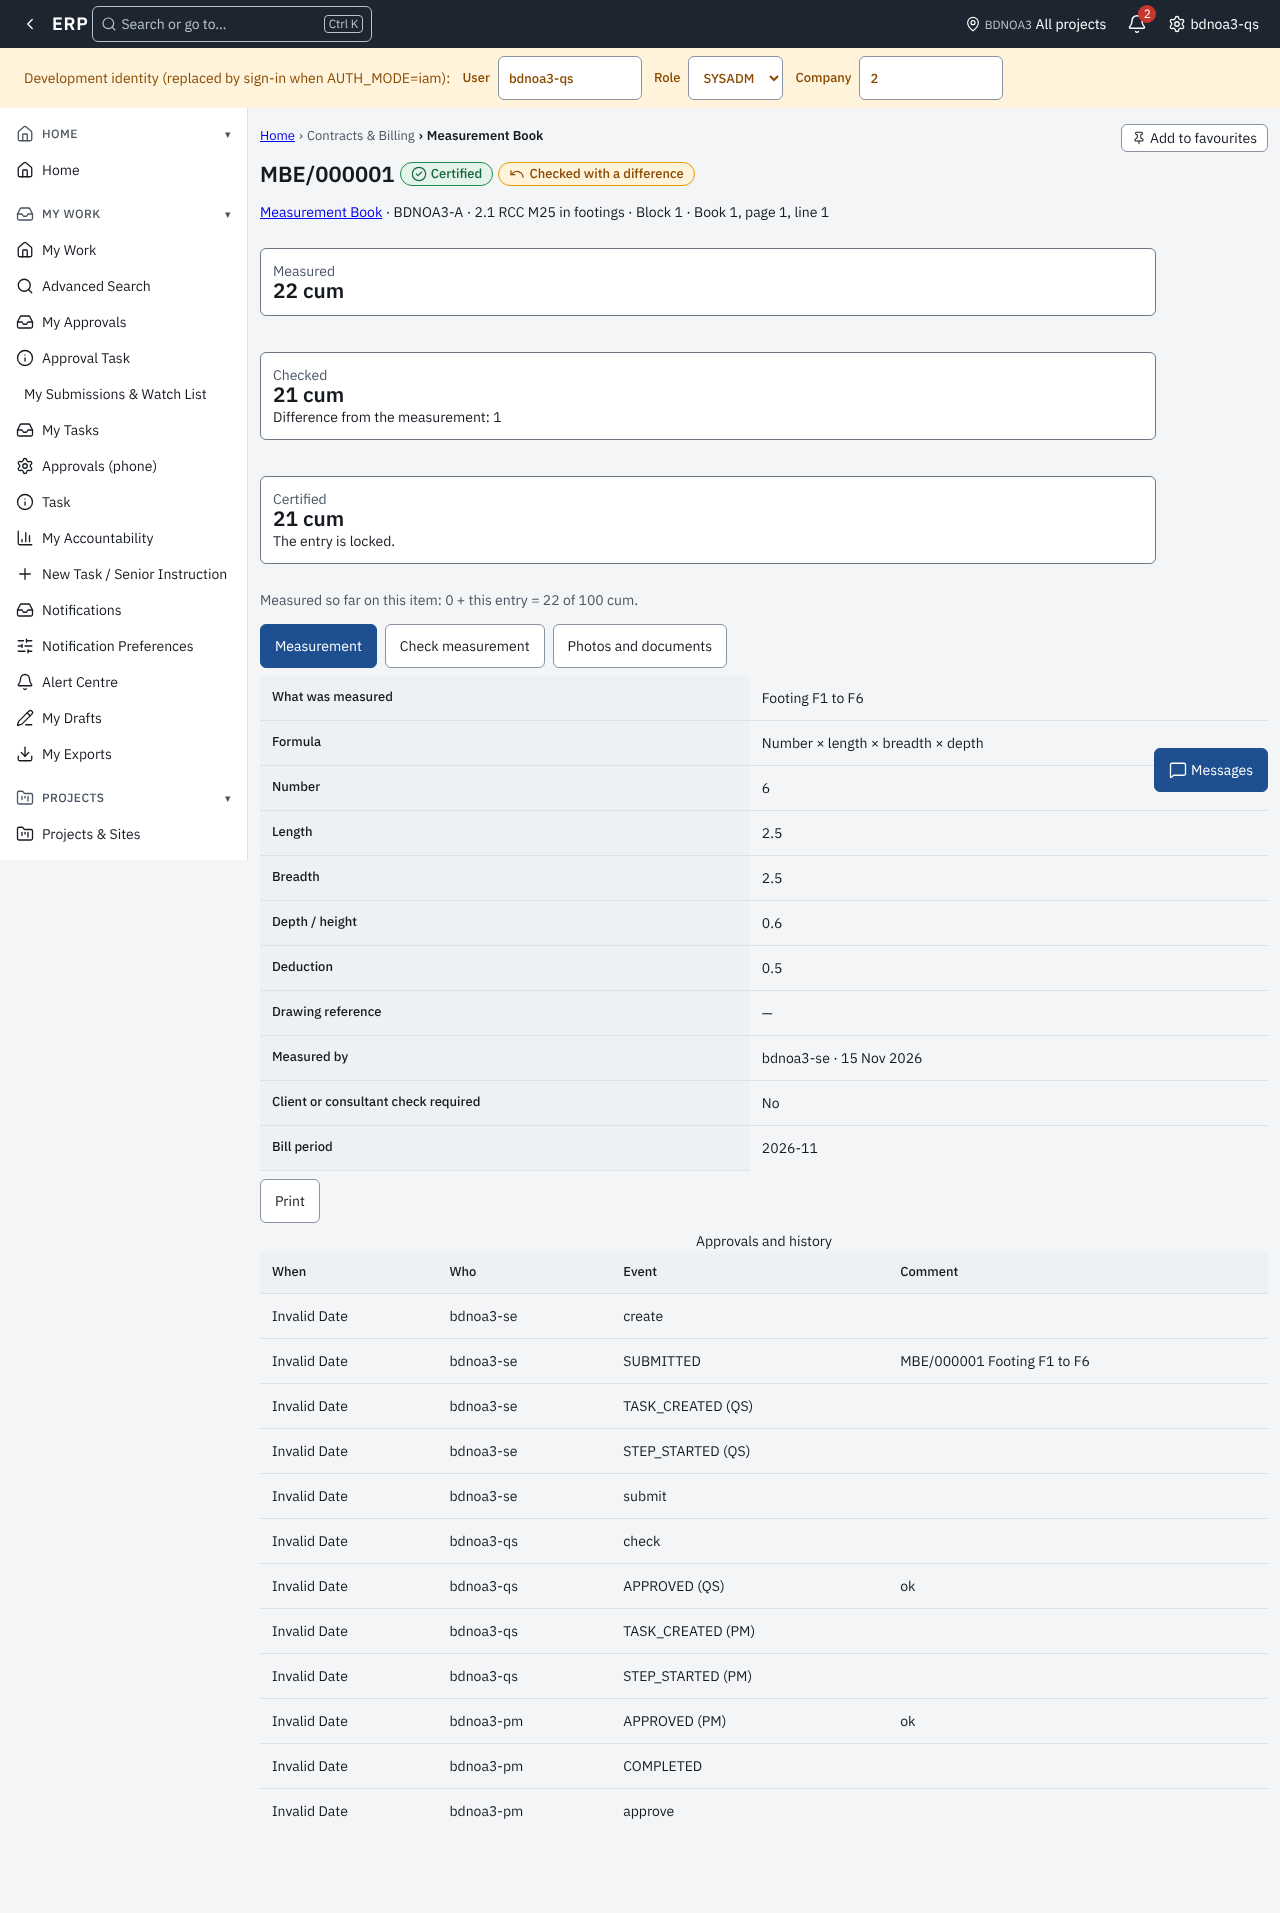 ERP Search or go to... Ctrl K BDNOA3 All projects 2 bdnoa3-qs
Development identity (replaced by sign-in when AUTH_MODE=iam): User bdnoa3-qs Role SYSADM Company 2
HOME
Home
MY WORK
My Work
Advanced Search
My Approvals
Approval Task
My Submissions & Watch List
My Tasks
Approvals (phone)
Task
My Accountability
New Task / Senior Instruction
Notifications
Notification Preferences
Alert Centre
My Drafts
My Exports
PROJECTS
Projects & Sites
Home › Contracts & Billing › Measurement Book
Add to favourites
MBE/000001 Certified Checked with a difference
Measurement Book · BDNOA3-A · 2.1 RCC M25 in footings · Block 1 · Book 1, page 1, line 1
Measured
22 cum
Checked
21 cum
Difference from the measurement: 1
Certified
21 cum
The entry is locked.
Measured so far on this item: 0 + this entry = 22 of 100 cum.
Measurement Check measurement Photos and documents
What was measured Footing F1 to F6
Formula Number × length × breadth × depth
Messages
Number 6
Length 2.5
Breadth 2.5
Depth / height 0.6
Deduction 0.5
Drawing reference —
Measured by bdnoa3-se · 15 Nov 2026
Client or consultant check required No
Bill period 2026-11
Print
Approvals and history
When Who Event Comment
Invalid Date bdnoa3-se create
Invalid Date bdnoa3-se SUBMITTED MBE/000001 Footing F1 to F6
Invalid Date bdnoa3-se TASK_CREATED (QS)
Invalid Date bdnoa3-se STEP_STARTED (QS)
Invalid Date bdnoa3-se submit
Invalid Date bdnoa3-qs check
Invalid Date bdnoa3-qs APPROVED (QS) ok
Invalid Date bdnoa3-qs TASK_CREATED (PM)
Invalid Date bdnoa3-qs STEP_STARTED (PM)
Invalid Date bdnoa3-pm APPROVED (PM) ok
Invalid Date bdnoa3-pm COMPLETED
Invalid Date bdnoa3-pm approve